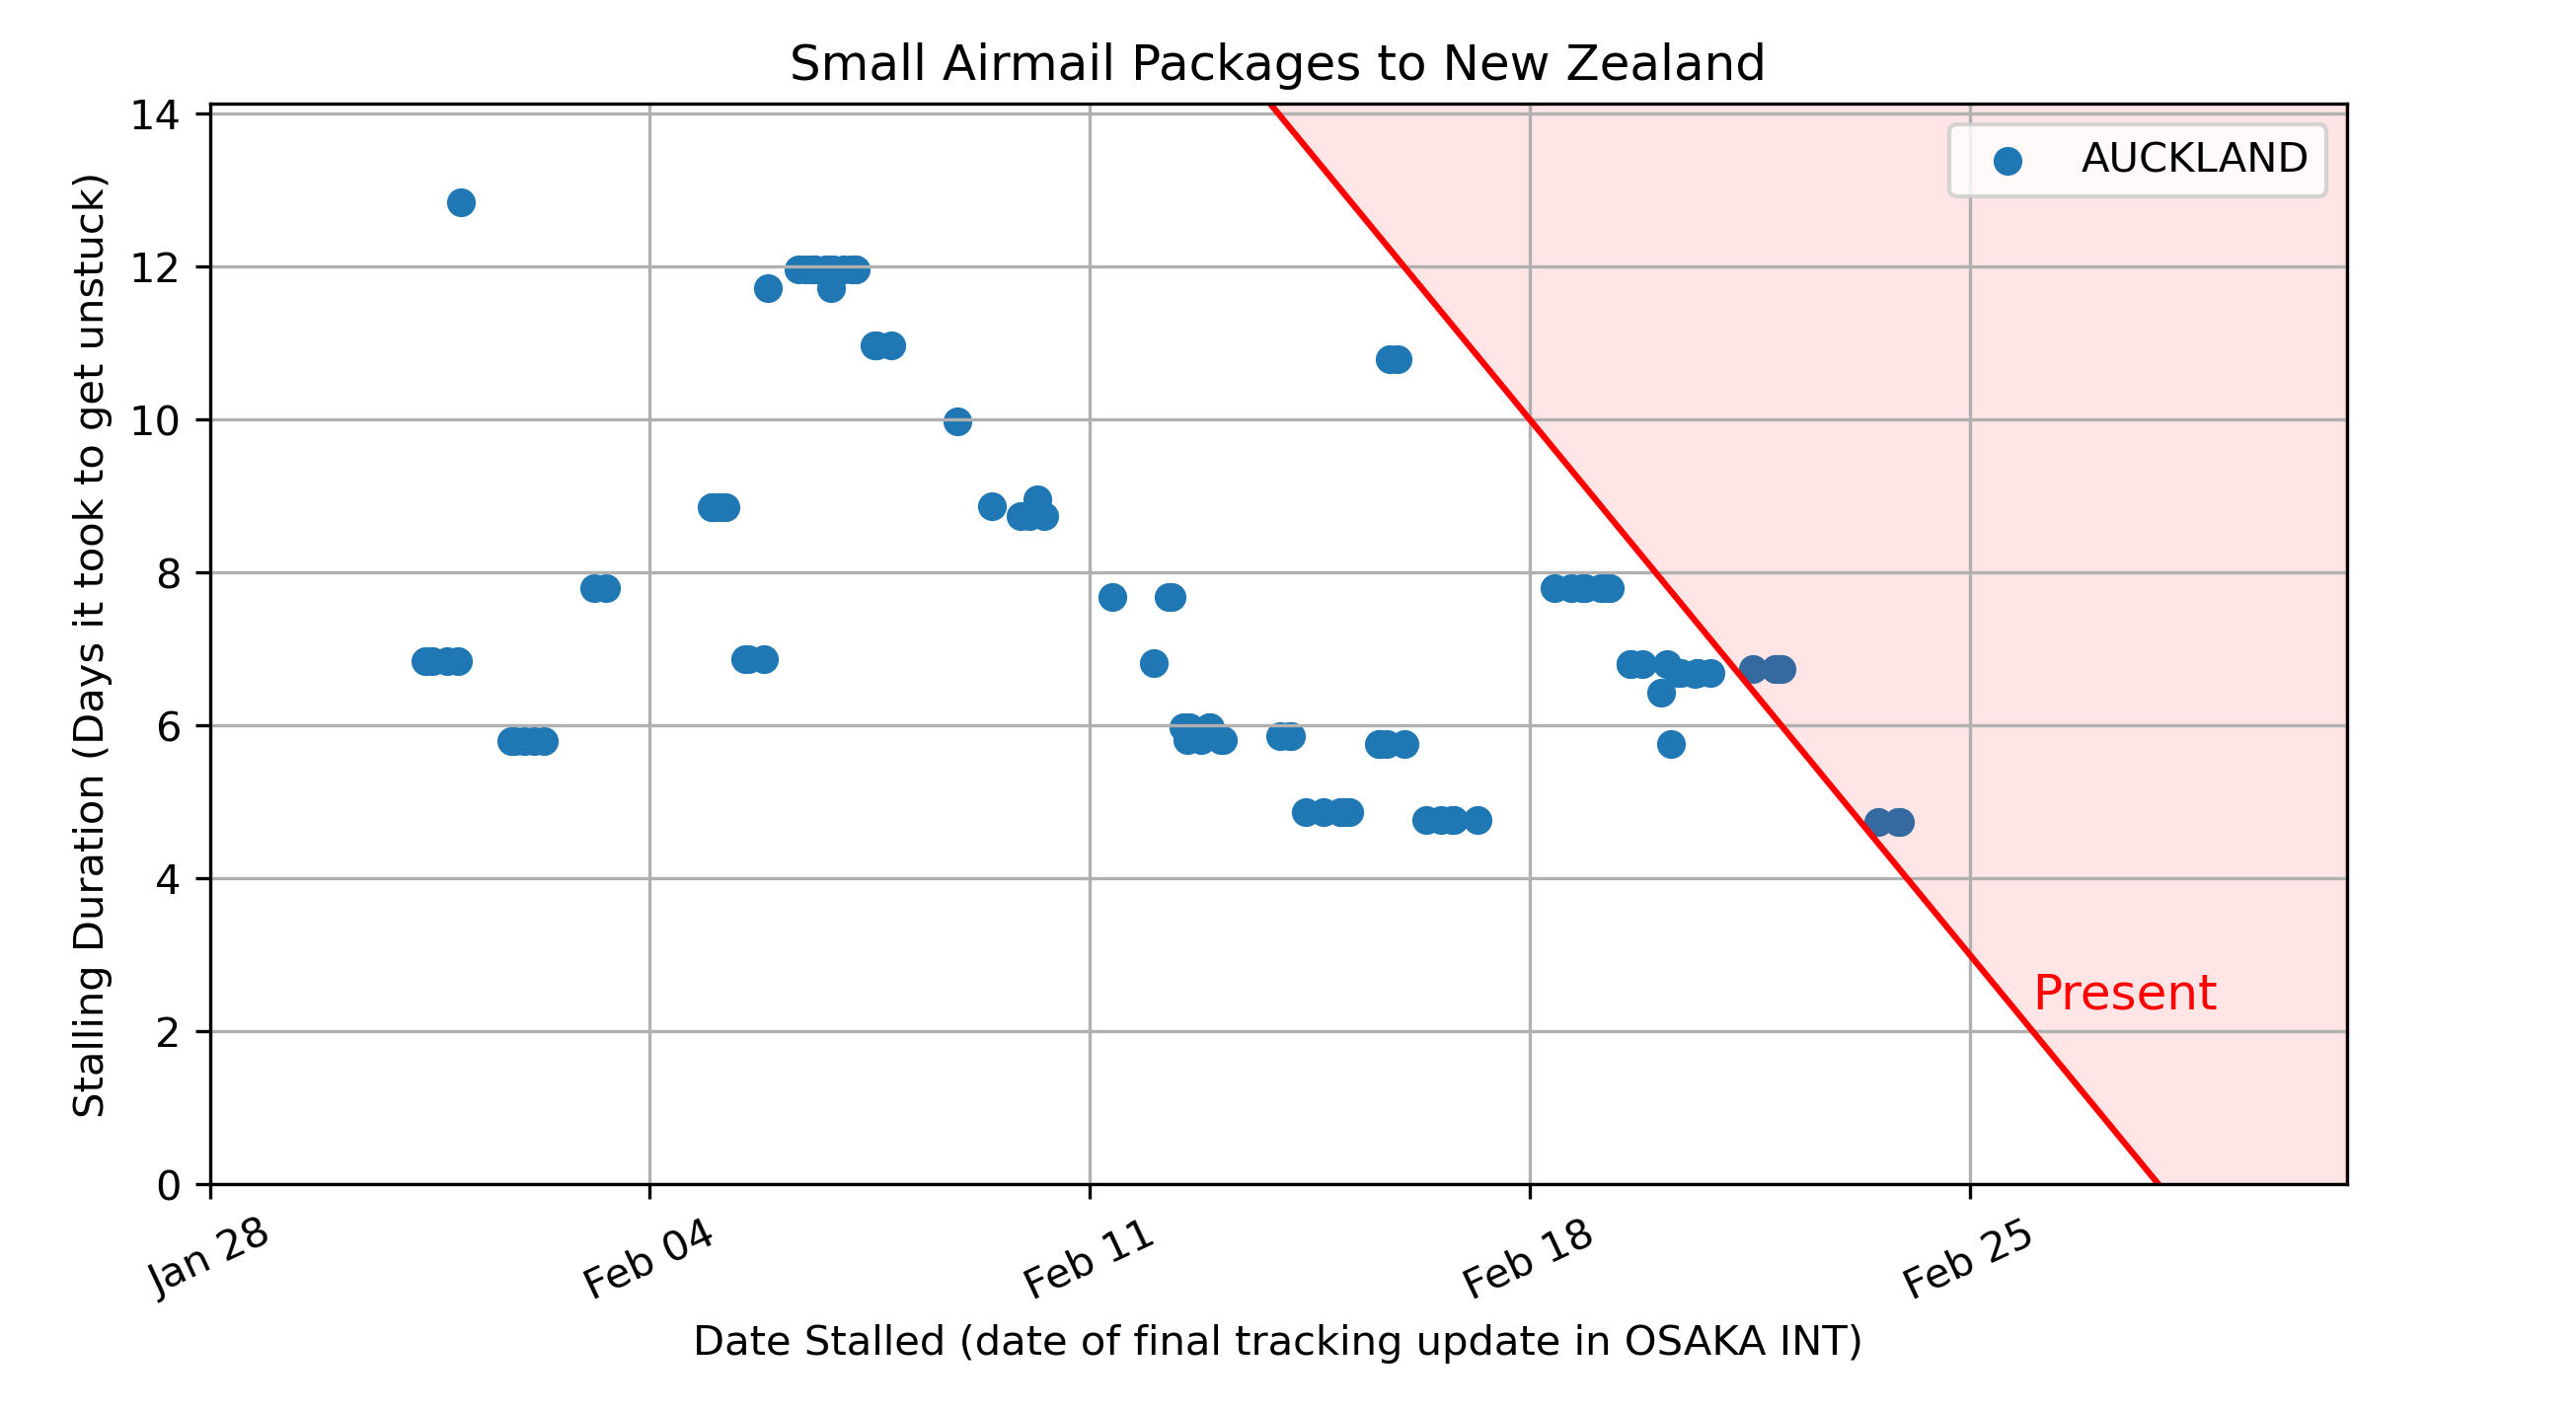 Small Airmail Packages to New Zealand
Stalling Duration (Days it took to get unstuck)
14
12
10
8
6
4
2
0
AUCKLAND
Present
Jan 28
Feb 04
Feb 11
Feb 18
Feb 25
Date Stalled (date of final tracking update in OSAKA INT)